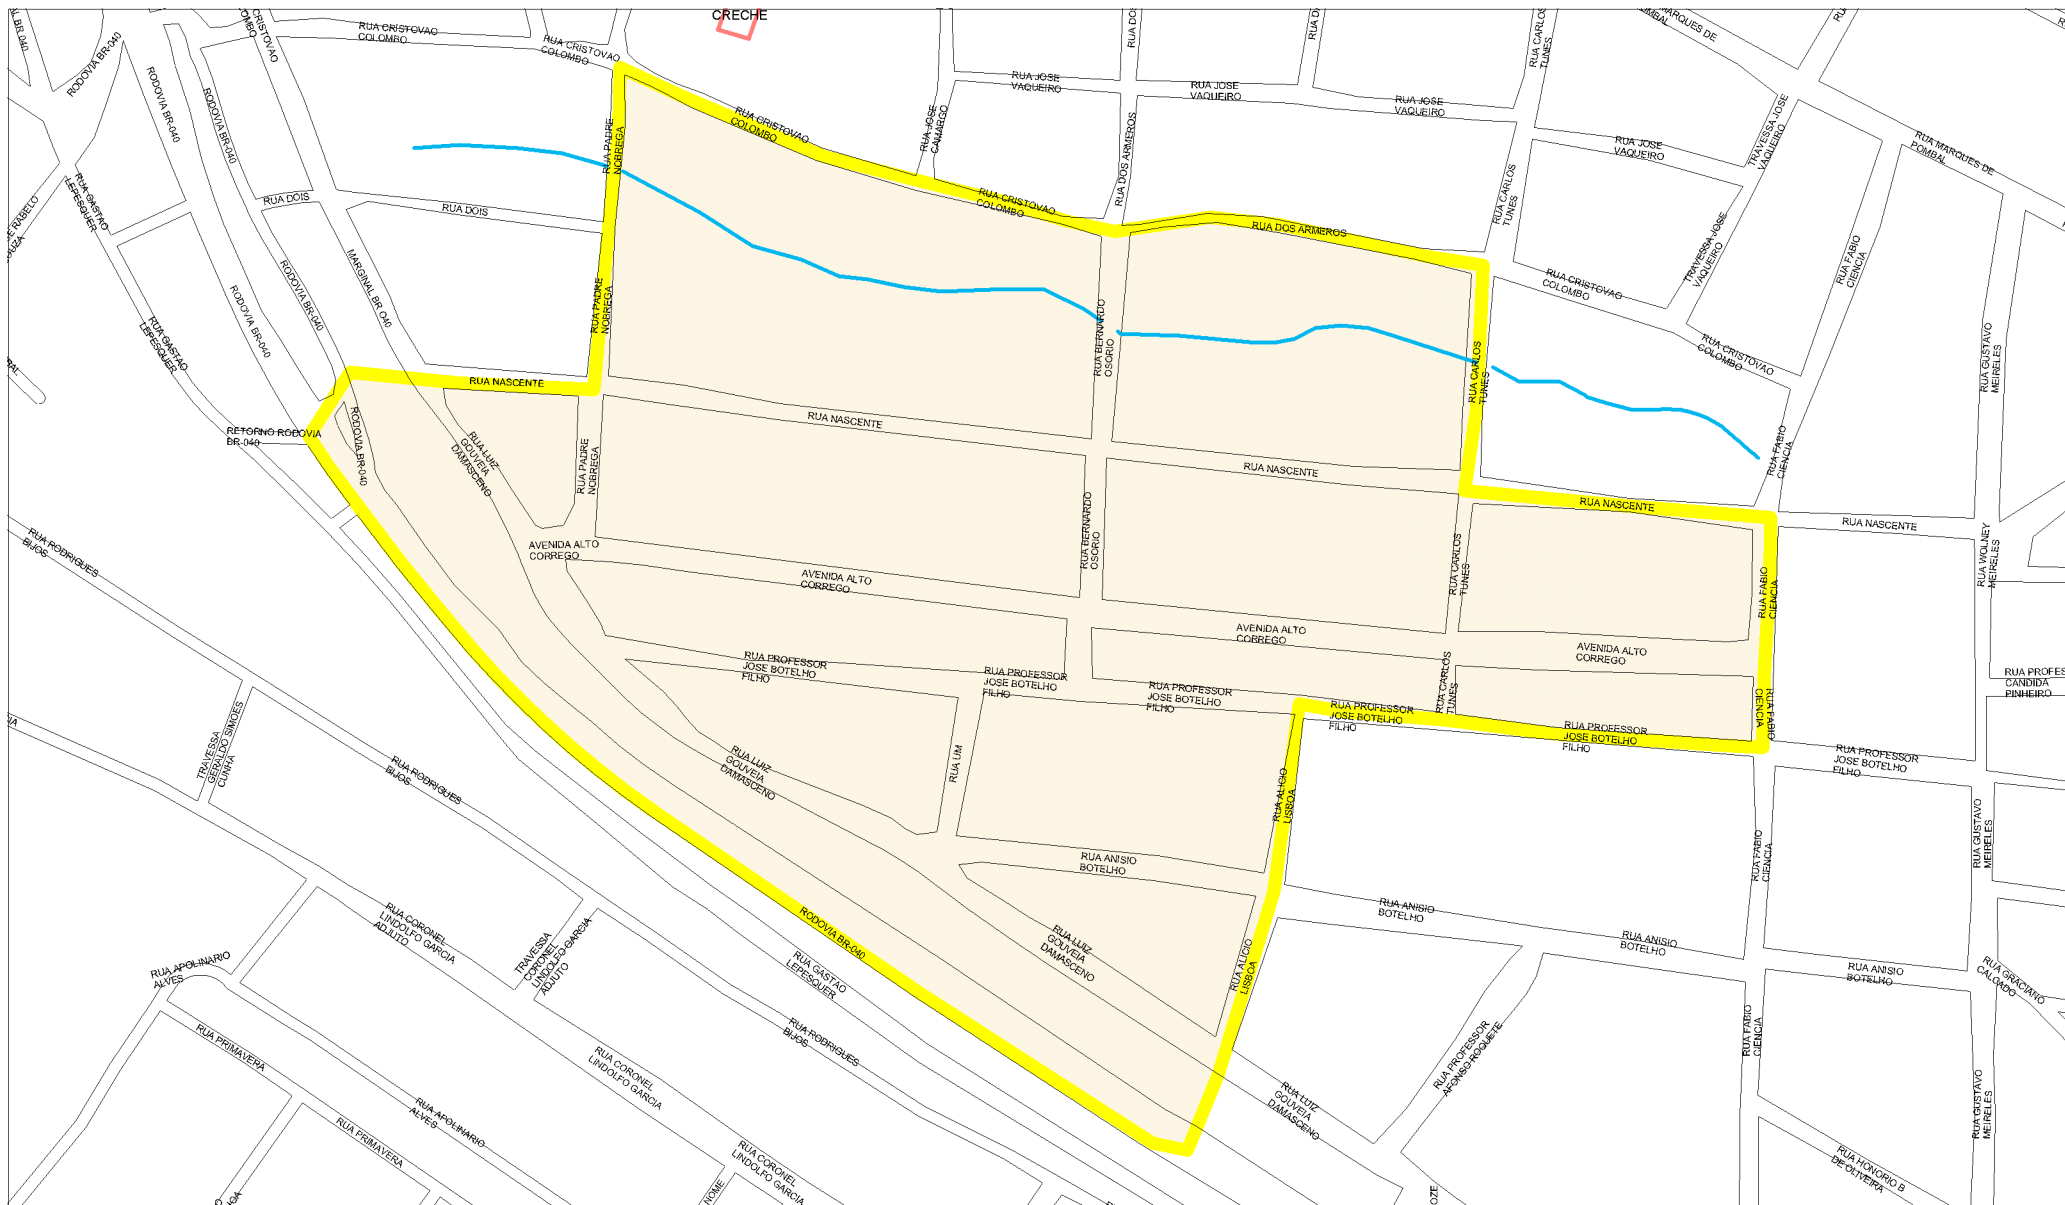 CRECHE
RUA CRISTOVAO
COLOMBO
RUA CRISTOVAO
COLOMBO
CRISTOVAO
RODOVIA BR-040
RODOVIA BR-040
RODOVIA BR-040
RUA JOSE
VAQUEIRO
RUA JOSE
VAQUEIRO
RUA JOSE
VAQUEIRO
RUA JOSE
VAQUEIRO
RUA CARLOS
TUNES
MARQUES DE
POMBAL
RUA MARQUES DE
POMBAL
TRAVESSA JOSE
VAQUEIRO
TRAVESSA JOSE
VAQUEIRO
RUA CRISTOVAO
COLOMBO
RUA PADRE
NOBREGA
RUA JOSE
CAMARGO
RUA DOS ARMEROS
RUA CARLOS
TUNES
RUA DOIS
RUA DOIS
RUA GASTAO
LEPESQUER
RUA CRISTOVAO
COLOMBO
RUA DOS ARMEROS
RUA FABIO
CIENCIA
RUA CRISTOVAO
COLOMBO
RUA CRISTOVAO
COLOMBO
MARGINAL BR O40
RODOVIA BR-040
RODOVIA BR-040
RUA PADRE
NOBREGA
RUA BERNARDO
OSORIO
RUA CARLOS
TUNES
RUA GUSTAVO
MEIRELES
RUA GASTAO
LEPESQUER
RUA NASCENTE
RUA NASCENTE
RETORNO RODOVIA
BR-040
RODOVIA BR-040
RUA LUIZ
GOUVEIA
DAMASCENO
RUA PADRE
NOBREGA
RUA NASCENTE
RUA NASCENTE
RUA NASCENTE
RUA FABIO
CIENCIA
RUA RODRIGUES
BIJOS
AVENIDA ALTO
CORREGO
RUA BERNARDO
OSORIO
RUA CARLOS
TUNES
RUA FABIO
CIENCIA
RUA WOLNEY
MEIRELES
AVENIDA ALTO
CORREGO
AVENIDA ALTO
CORREGO
AVENIDA ALTO
CORREGO
RUA PROFESSOR
JOSE BOTELHO
FILHO
RUA PROFESSOR
JOSE BOTELHO
FILHO
RUA PROFESSOR
JOSE BOTELHO
FILHO
RUA PROFESSOR
JOSE BOTELHO
FILHO
RUA CARLOS
TUNES
RUA PROFESSOR
JOSE BOTELHO
FILHO
RUA FABIO
CIENCIA
RUA PROFES
CANDIDA
PINHEIRO
RUA PROFESSOR
JOSE BOTELHO
FILHO
TRAVESSA
GERALDO SIMOES
CUNHA
RUA RODRIGUES
BIJOS
RUA LUIZ
GOUVEIA
DAMASCENO
RUA UM
RUA ALICIO
LISBOA
RUA FABIO
CIENCIA
RUA GUSTAVO
MEIRELES
RUA ANISIO
BOTELHO
RUA ANISIO
BOTELHO
RUA ANISIO
BOTELHO
RUA ANISIO
BOTELHO
RUA CORONEL
LINDOLFO GARCIA
ADJUTO
TRAVESSA
CORONEL
LINDOLFO GARCIA
ADJUTO
RODOVIA BR-040
RUA GASTAO
LEPESQUER
RUA LUIZ
GOUVEIA
DAMASCENO
RUA ALICIO
LISBOA
RUA GRACIANO
CALCADO
RUA APOLINARIO
ALVES
RUA PRIMAVERA
RUA CORONEL
LINDOLFO GARCIA
RUA RODRIGUES
BIJOS
RUA PROFESSOR
AFONSO ROQUETE
RUA FABIO
CIENCIA
RUA GUSTAVO
MEIRELES
RUA LUIZ
GOUVEIA
DAMASCENO
RUA APOLINARIO
ALVES
RUA PRIMAVERA
RUA CORONEL
LINDOLFO GARCIA
RUA HONORIO B
DE OLIVEIRA
NOME